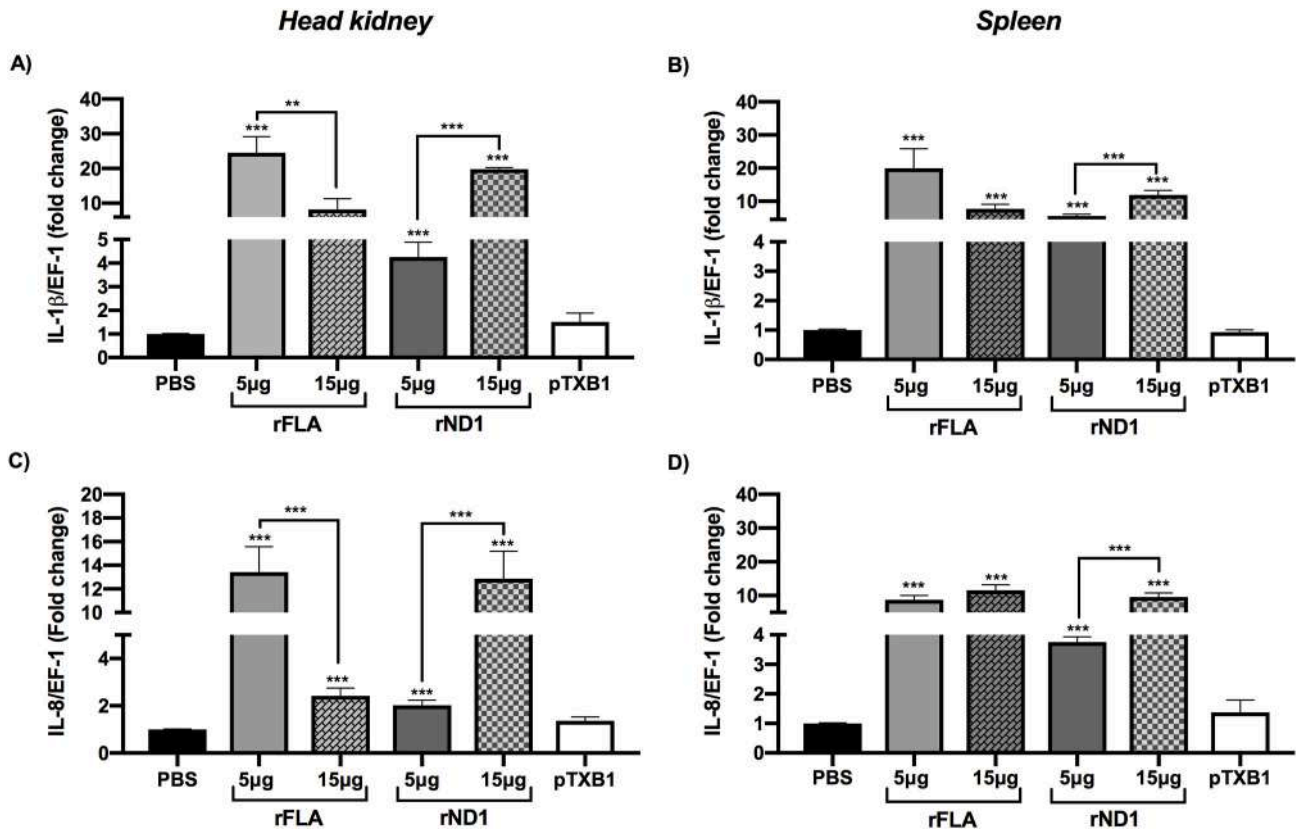 Head kidney
Spleen
A)
IL-1β/EF-1 (fold change)
40
30
20
10
5
4
3
2
1
0
***
**
***
***
***
PBS
5µg
15µg
5µg
15µg
pTXB1
rFLA
rND1
B)
IL-1β/EF-1 (fold change)
40
30
20
10
4
3
2
1
0
***
***
***
***
***
PBS
5µg
15µg
5µg
15µg
pTXB1
rFLA
rND1
C)
IL-8/EF-1 (Fold change)
20
18
16
14
12
10
4
2
0
***
***
***
***
***
***
PBS
5µg
15µg
5µg
15µg
pTXB1
rFLA
rND1
D)
IL-8/EF-1 (Fold change)
40
30
20
10
4
3
2
1
0
***
***
***
***
***
PBS
5µg
15µg
5µg
15µg
pTXB1
rFLA
rND1